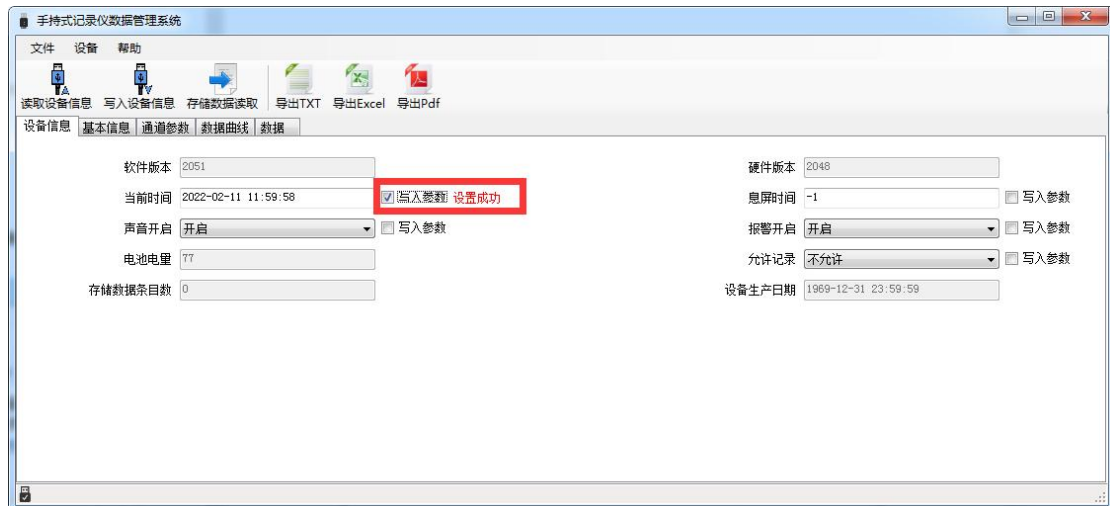 手持式记录仪数据管理系统
文件 设备 帮助
读取设备信息 写入设备信息 存储数据读取 导出TXT 导出Excel 导出Pdf
设备信息 基本信息 通道参数 数据曲线 数据
软件版本 2051 硬件版本 2048
当前时间 2022-02-11 11:59:58 写入参数 设置成功 息屏时间 -1 写入参数
声音开启 开启 写入参数 报警开启 开启 写入参数
电池电量 77 允许记录 不允许 写入参数
存储数据条目数 0 设备生产日期 1969-12-31 23:59:59